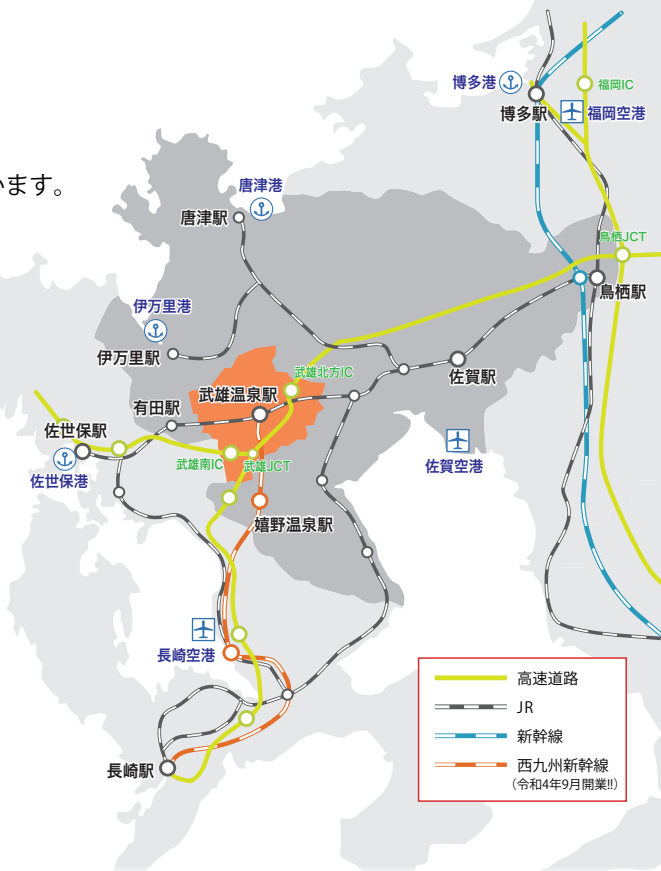 います。
博多港
福岡IC
博多駅
福岡空港
唐津港
唐津駅
鳥栖JCT
鳥栖駅
伊万里港
伊万里駅
武雄北方IC
佐賀駅
武雄温泉駅
有田駅
佐世保駅
佐世保港
武雄南IC
武雄JCT
佐賀空港
嬉野温泉駅
長崎空港
長崎駅
高速道路
JR
新幹線
西九州新幹線
(令和4年9月開業!!)